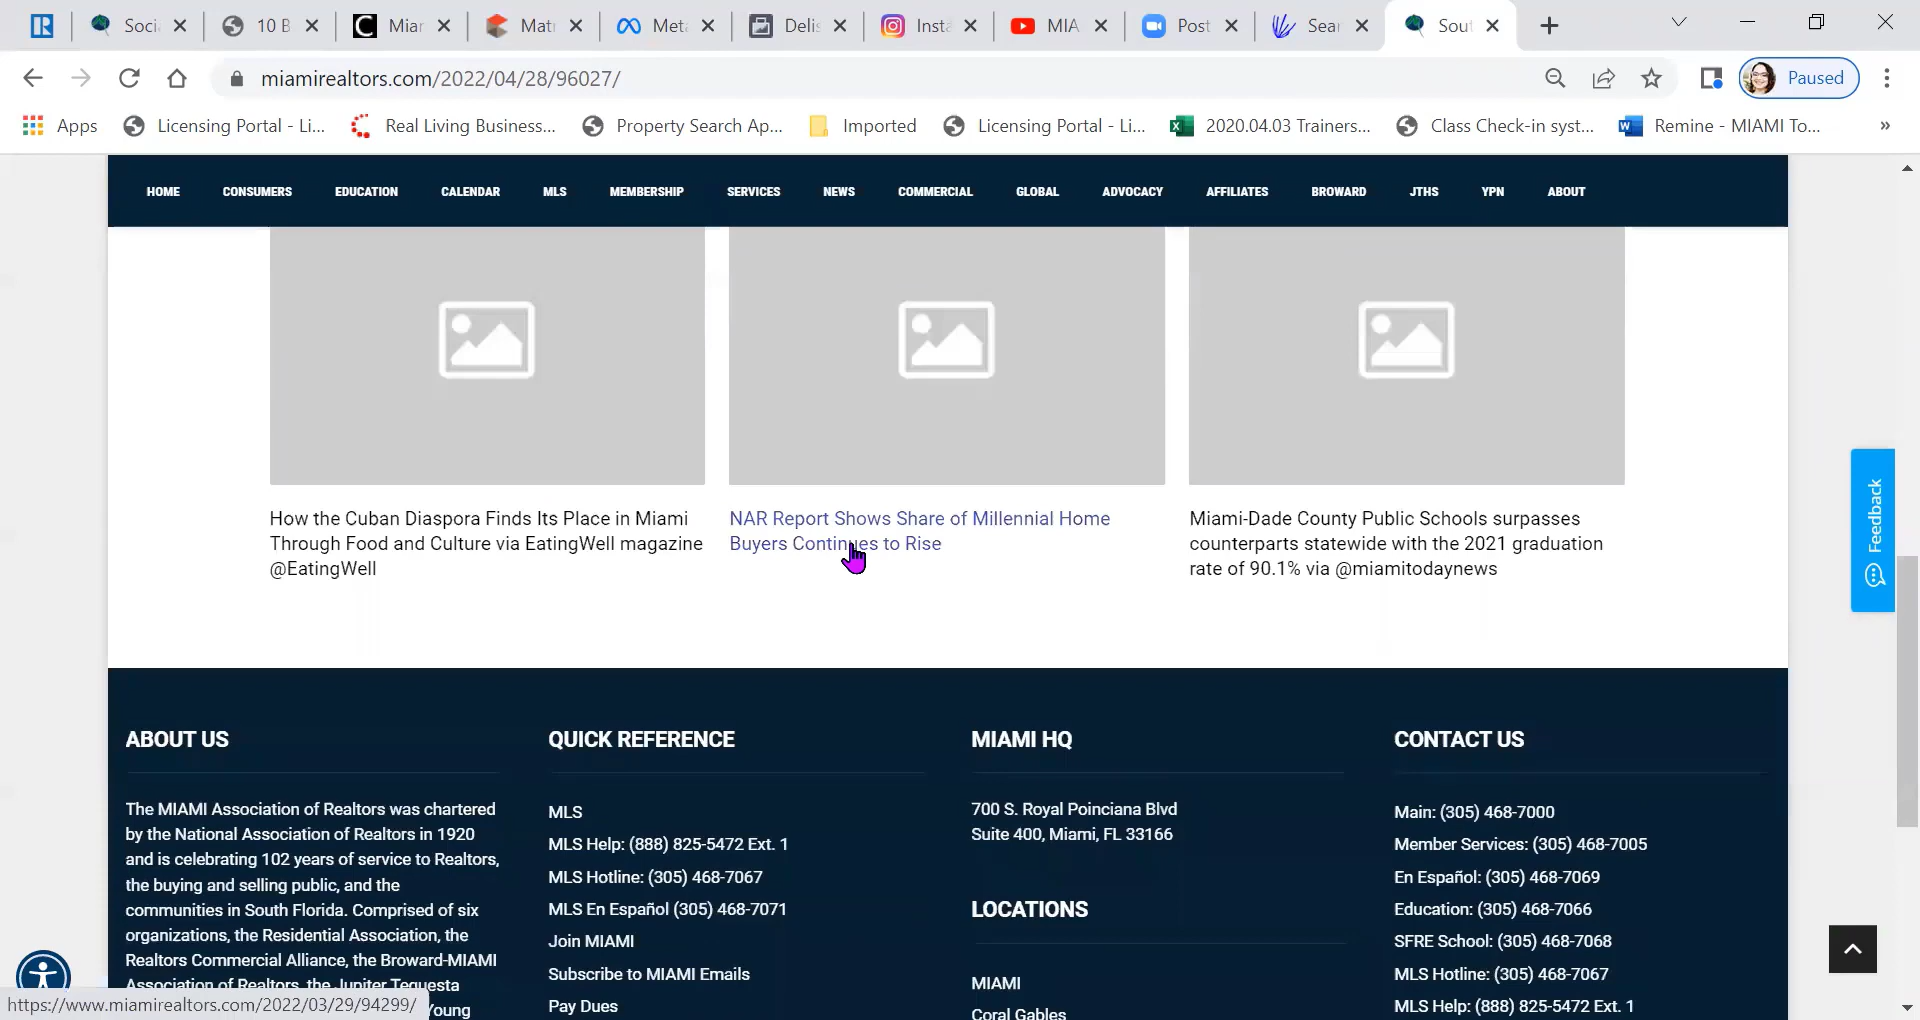 Soci
10 B
Miar
Matr
Meta
Delis
Insta
MIA
Post
Sear
Sout
miamirealtors.com/2022/04/28/96027/
Paused
Apps
Licensing Portal - Li...
Real Living Business...
Property Search Ap...
Imported
Licensing Portal - Li...
2020.04.03 Trainers...
Class Check-in syst...
Remine - MIAMI To...
»
HOME CONSUMERS EDUCATION CALENDAR MLS MEMBERSHIP SERVICES NEWS COMMERCIAL GLOBAL ADVOCACY AFFILIATES BROWARD JTHS YPN ABOUT
How the Cuban Diaspora Finds Its Place in Miami
Through Food and Culture via EatingWell magazine
@EatingWell
NAR Report Shows Share of Millennial Home
Buyers Continues to Rise
Miami-Dade County Public Schools surpasses
counterparts statewide with the 2021 graduation
rate of 90.1% via @miamitodaynews
Feedback
ABOUT US
The MIAMI Association of Realtors was chartered
by the National Association of Realtors in 1920
and is celebrating 102 years of service to Realtors,
the buying and selling public, and the
communities in South Florida. Comprised of six
organizations, the Residential Association, the
Realtors Commercial Alliance, the Broward-MIAMI
Association of Realtors, the Jupiter Tequesta
Young
QUICK REFERENCE
MLS
MLS Help: (888) 825-5472 Ext. 1
MLS Hotline: (305) 468-7067
MLS En Español (305) 468-7071
Join MIAMI
Subscribe to MIAMI Emails
Pay Dues
MIAMI HQ
700 S. Royal Poinciana Blvd
Suite 400, Miami, FL 33166
LOCATIONS
MIAMI
Coral Gables
CONTACT US
Main: (305) 468-7000
Member Services: (305) 468-7005
En Español: (305) 468-7069
Education: (305) 468-7066
SFRE School: (305) 468-7068
MLS Hotline: (305) 468-7067
MLS Help: (888) 825-5472 Ext. 1
https://www.miamirealtors.com/2022/03/29/94299/